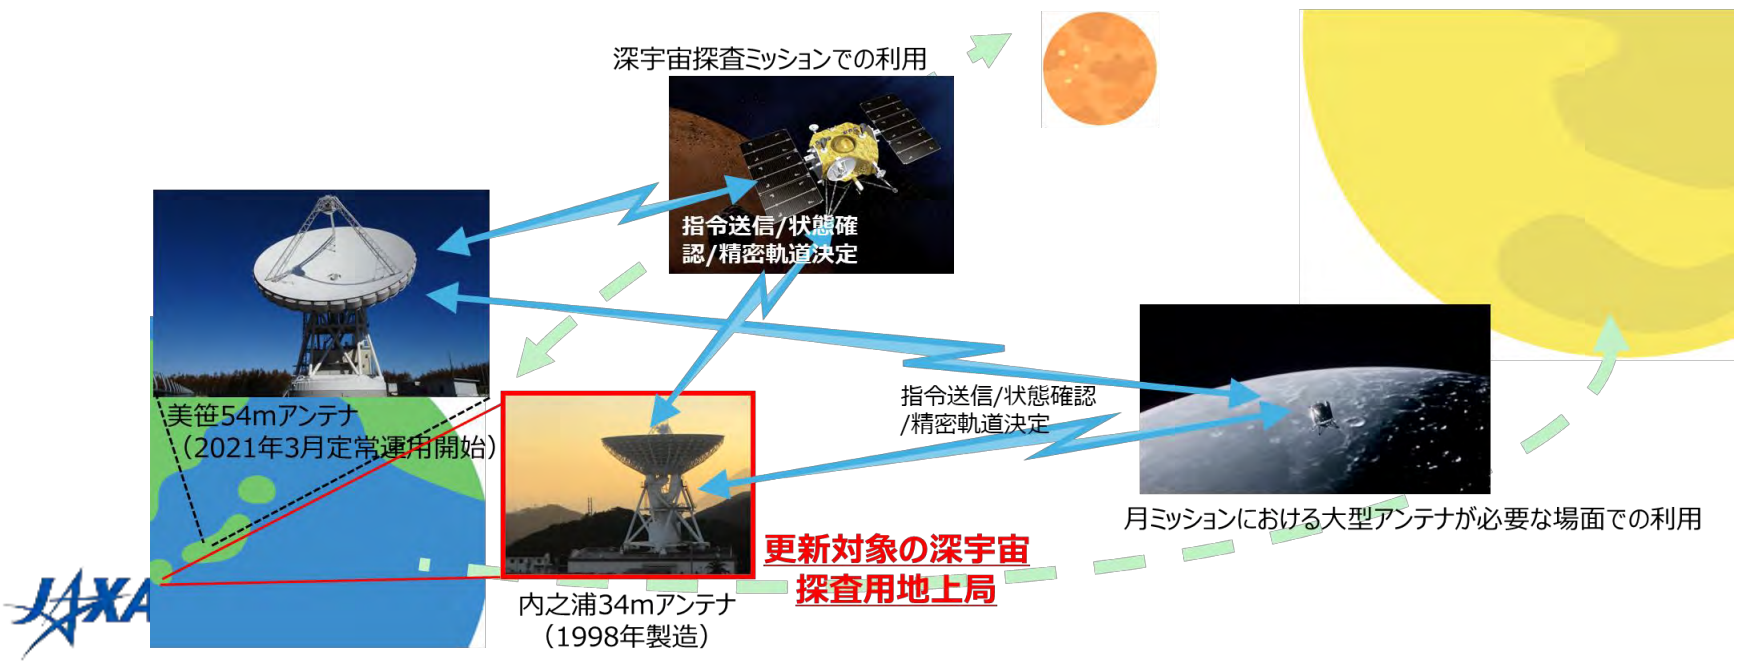 深宇宙探査ミッションでの利用
指令送信/状態確
認/精密軌道決定
美笹54mアンテナ
（2021年3月定常運用開始）
指令送信/状態確認
/精密軌道決定
月ミッションにおける大型アンテナが必要な場面での利用
更新対象の深宇宙
探査用地上局
内之浦34mアンテナ
（1998年製造）
JAXA